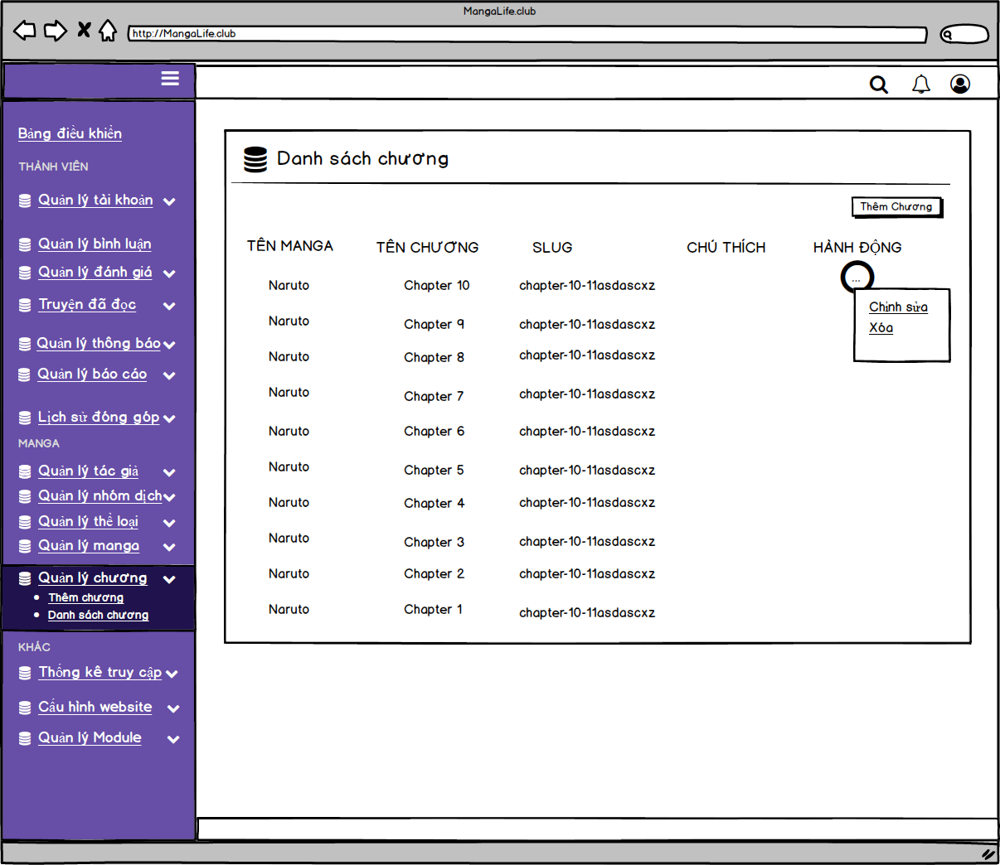 MangaLife.club
http://MangaLife.club
Bảng điều khiển
THÀNH VIÊN
Quản lý tài khoản
Quản lý bình luận
Quản lý đánh giá
Truyện đã đọc
Quản lý thông báo
Quản lý báo cáo
Lịch sử đóng góp
MANGA
Quản lý tác giả
Quản lý nhóm dịch
Quản lý thể loại
Quản lý manga
Quản lý chương
Thêm chương
Danh sách chương
KHÁC
Thống kê truy cập
Cấu hình website
Quản lý Module
Danh sách chương
Thêm Chương
TÊN MANGA TÊN CHƯƠNG SLUG CHÚ THÍCH HÀNH ĐỘNG
Naruto Chapter 10 chapter-10-11asdascxz ...
Chỉnh sửa
Xóa
Naruto Chapter 9 chapter-10-11asdascxz
Naruto Chapter 8 chapter-10-11asdascxz
Naruto Chapter 7 chapter-10-11asdascxz
Naruto Chapter 6 chapter-10-11asdascxz
Naruto Chapter 5 chapter-10-11asdascxz
Naruto Chapter 4 chapter-10-11asdascxz
Naruto Chapter 3 chapter-10-11asdascxz
Naruto Chapter 2 chapter-10-11asdascxz
Naruto Chapter 1 chapter-10-11asdascxz